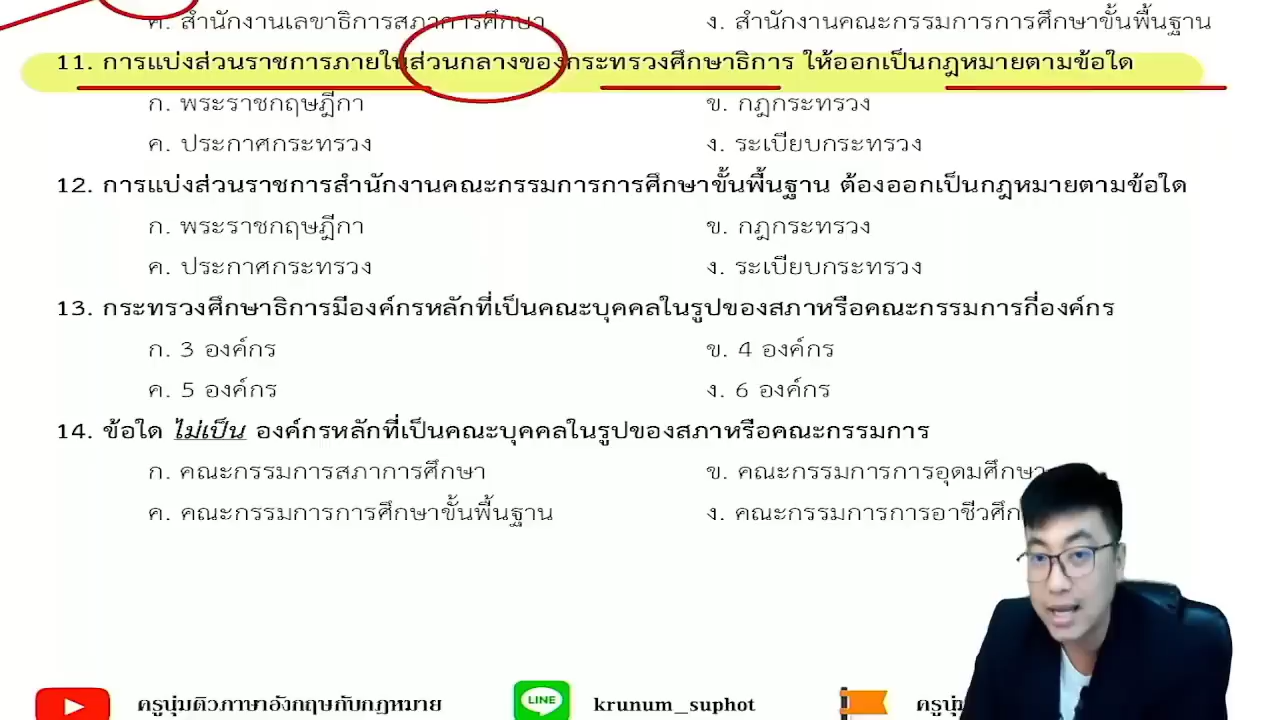 ค. สำนักงานเลขาธิการสภาการศึกษา ง. สำนักงานคณะกรรมการการศึกษาขั้นพื้นฐาน
11. การแบ่งส่วนราชการภายในส่วนกลางของกระทรวงศึกษาธิการ ให้ออกเป็นกฎหมายตามข้อใด
ก. พระราชกฤษฎีกา ข. กฎกระทรวง
ค. ประกาศกระทรวง ง. ระเบียบกระทรวง
12. การแบ่งส่วนราชการสำนักงานคณะกรรมการการศึกษาขั้นพื้นฐาน ต้องออกเป็นกฎหมายตามข้อใด
ก. พระราชกฤษฎีกา ข. กฎกระทรวง
ค. ประกาศกระทรวง ง. ระเบียบกระทรวง
13. กระทรวงศึกษาธิการมีองค์กรหลักที่เป็นคณะบุคคลในรูปของสภาหรือคณะกรรมการกี่องค์กร
ก. 3 องค์กร ข. 4 องค์กร
ค. 5 องค์กร ง. 6 องค์กร
14. ข้อใด ไม่เป็น องค์กรหลักที่เป็นคณะบุคคลในรูปของสภาหรือคณะกรรมการ
ก. คณะกรรมการสภาการศึกษา ข. คณะกรรมการการอุดมศึกษา
ค. คณะกรรมการการศึกษาขั้นพื้นฐาน ง. คณะกรรมการการอาชีวศึก
ครูนุ่มติวภาษาอังกฤษกับกฎหมาย LINE krunum_suphot ครูนุ่ม